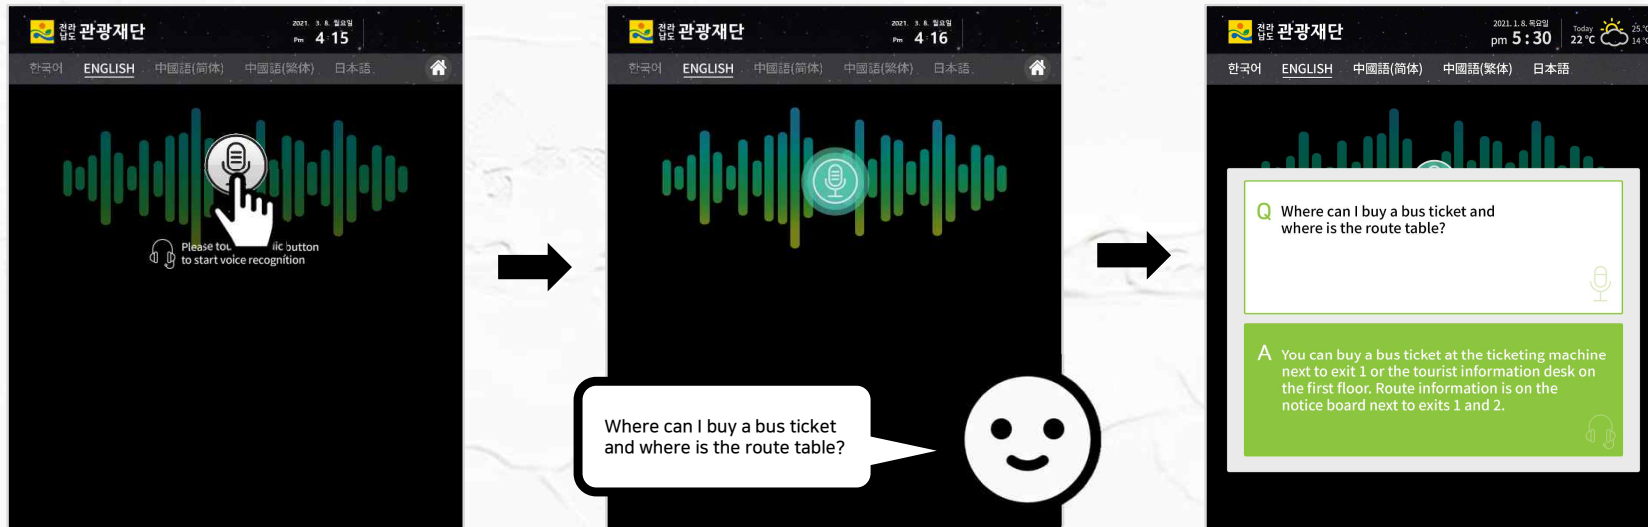 전라
남도 관광재단
2021. 3. 8. 월요일
Pm 4:15
한국어 ENGLISH 中國語(简体) 中國語(繁体) 日本語
Please tou ic button
to start voice recognition
전라
남도 관광재단
2021. 3. 8. 월요일
Pm 4:16
한국어 ENGLISH 中國語(简体) 中國語(繁体) 日本語
Where can I buy a bus ticket
and where is the route table?
전라
남도 관광재단
2021. 1. 8. 목요일
pm 5:30
Today
22℃
25.℃
14℃
한국어 ENGLISH 中國語(简体) 中國語(繁体) 日本語
Q Where can I buy a bus ticket and
where is the route table?
A You can buy a bus ticket at the ticketing machine
next to exit 1 or the tourist information desk on
the first floor. Route information is on the
notice board next to exits 1 and 2.